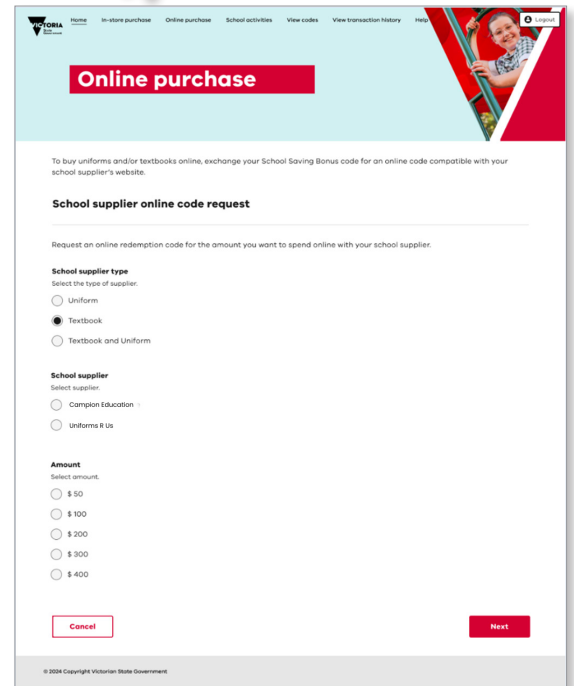 VICTORIA
State
Home In-store purchase Online purchase School activities View codes View transaction history Help
Logout
Online purchase
To buy uniforms and/or textbooks online, exchange your School Saving Bonus code for an online code compatible with your
school supplier's website.
School supplier online code request
Request an online redemption code for the amount you want to spend online with your school supplier.
School supplier type
Select the type of supplier.
Uniform
Textbook
Textbook and Uniform
School supplier
Select supplier.
Campion Education
Uniforms R Us
Amount
Select amount.
$ 50
$ 100
$ 200
$ 300
$ 400
Cancel
Next
© 2024 Copyright Victorian State Government